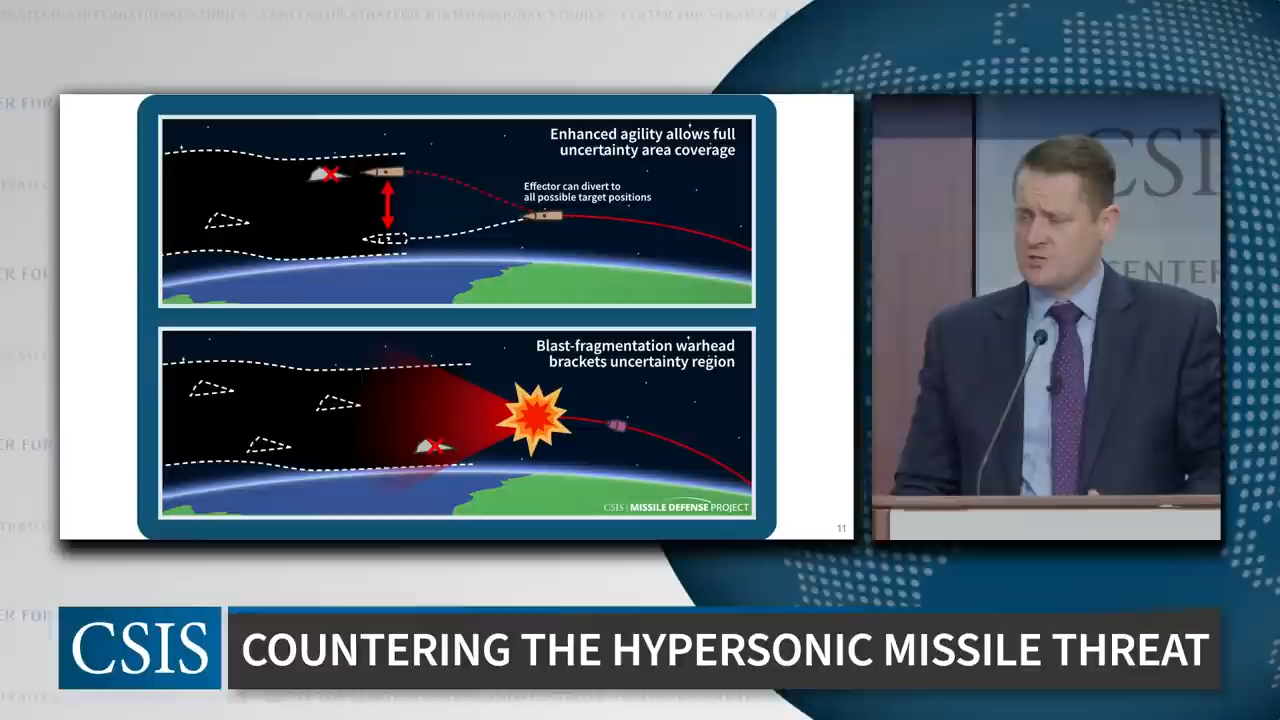 Enhanced agility allows full
uncertainty area coverage
Effector can divert to
all possible target positions
Blast-fragmentation warhead
brackets uncertainty region
CSIS | MISSILE DEFENSE PROJECT
11
CSIS
CENTER
CSIS
COUNTERING THE HYPERSONIC MISSILE THREAT